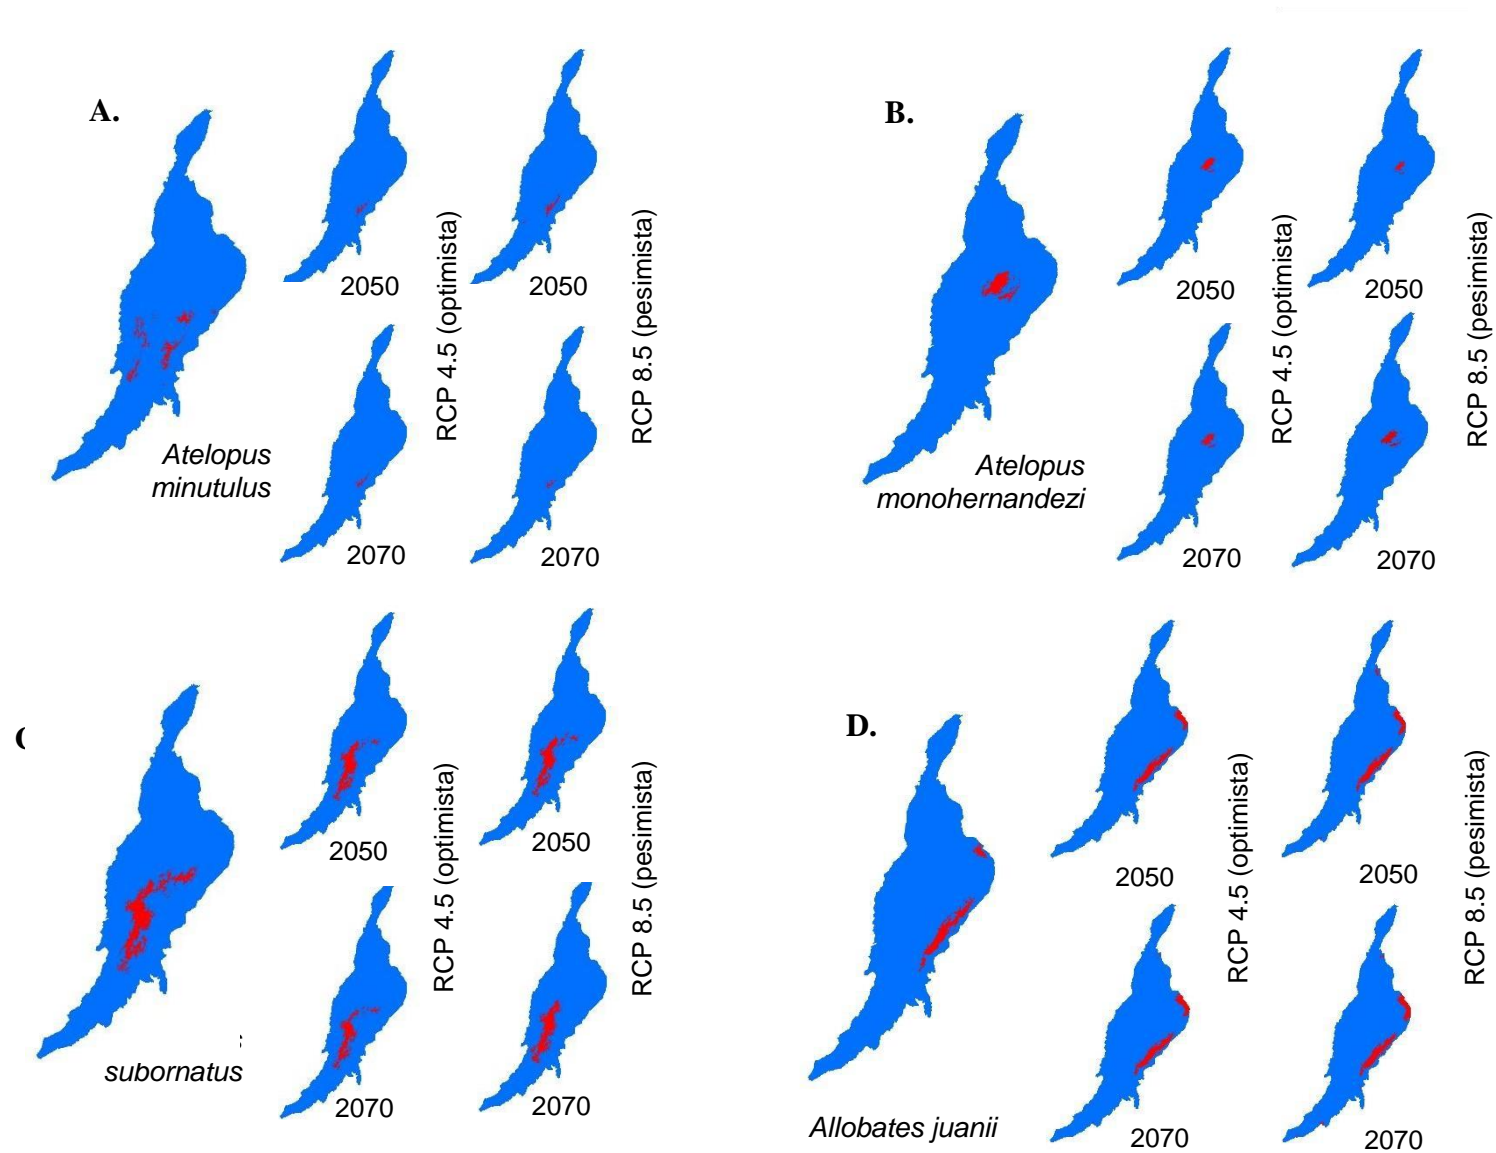 A.
2050
2050
RCP 4.5 (optimista)
RCP 8.5 (pesimista)
Atelopus
minutulus
2070
2070
B.
2050
2050
RCP 4.5 (optimista)
RCP 8.5 (pesimista)
Atelopus
monohernandezi
2070
2070
2050
2050
RCP 4.5 (optimista)
RCP 8.5 (pesimista)
subornatus
2070
2070
D.
2050
2050
RCP 4.5 (optimista)
RCP 8.5 (pesimista)
Allobates juanii
2070
2070